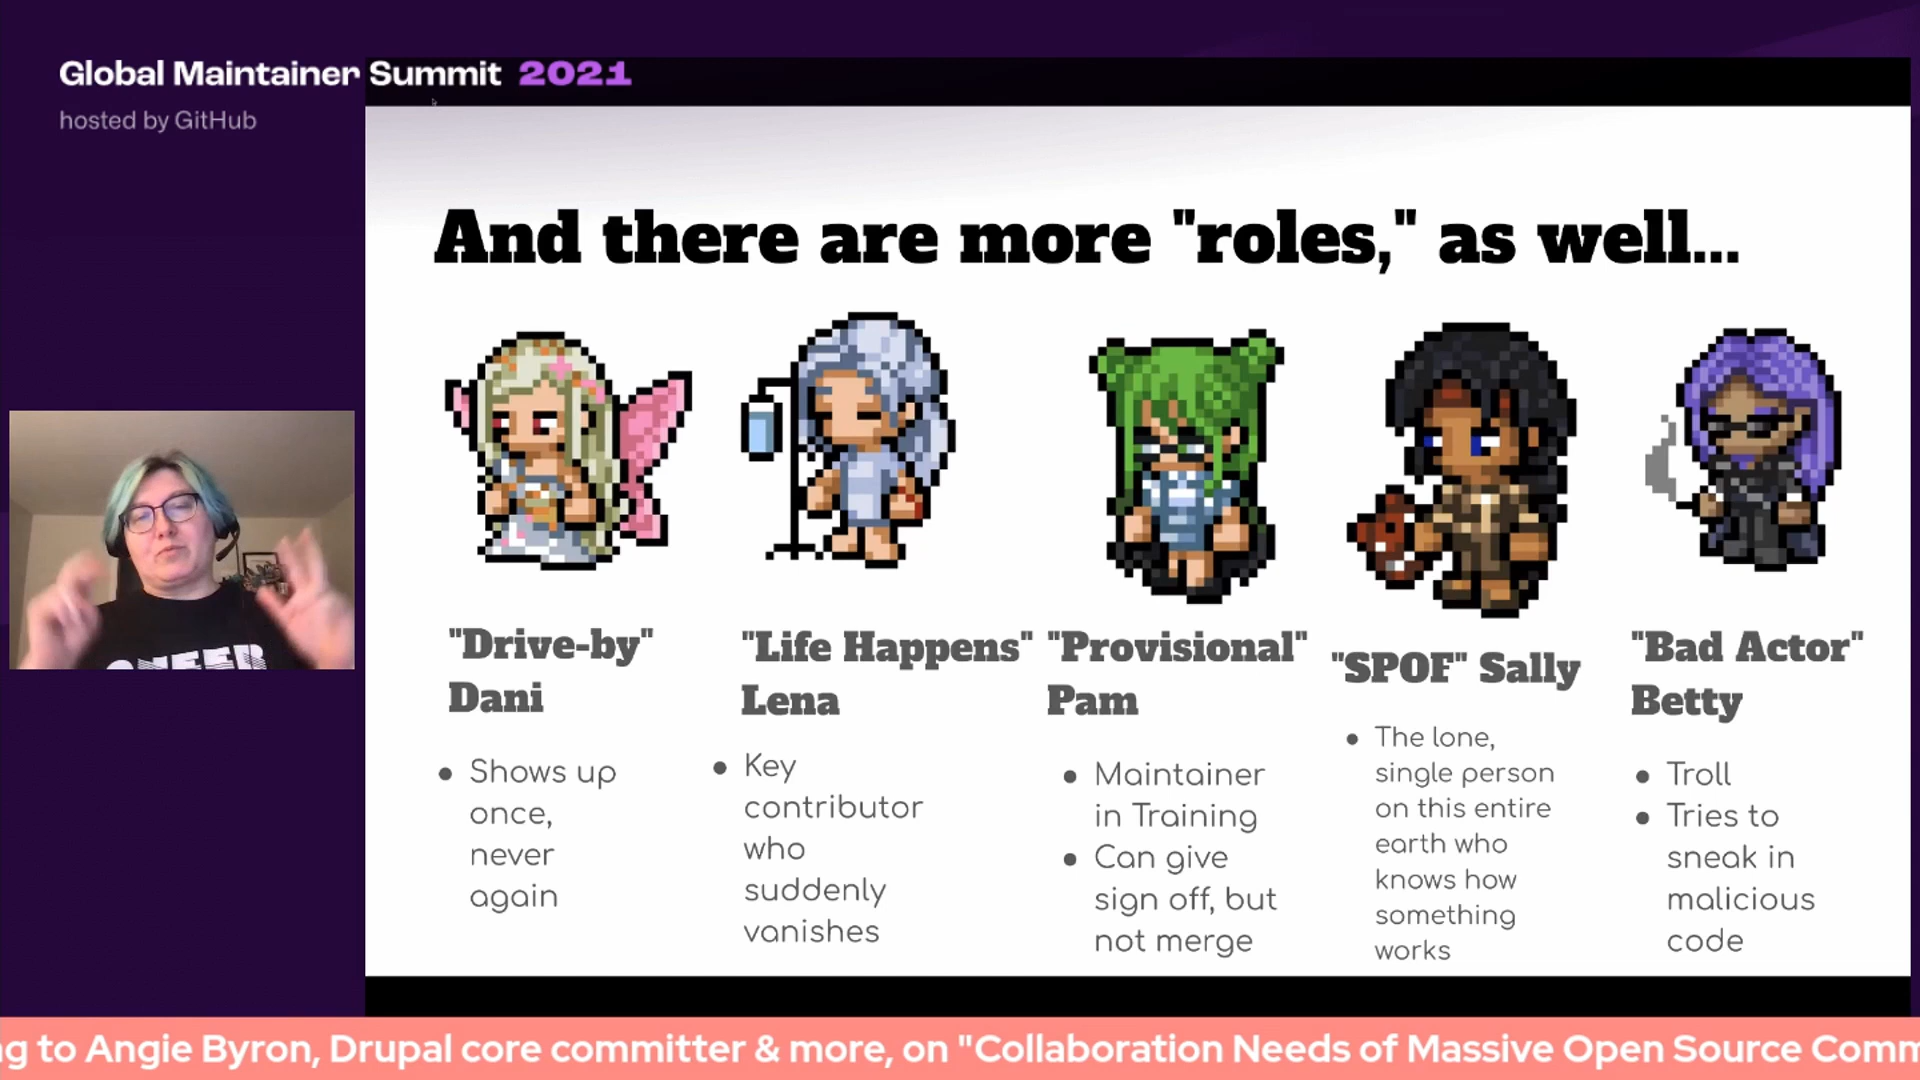 Global Maintainer Summit 2021
hosted by GitHub
And there are more "roles," as well...
"Drive-by"
Dani
Shows up
once,
never
again
"Life Happens"
Lena
Key
contributor
who
suddenly
vanishes
"Provisional"
Pam
Maintainer
in Training
Can give
sign off, but
not merge
"SPOF" Sally
The lone,
single person
on this entire
earth who
knows how
something
works
"Bad Actor"
Betty
Troll
Tries to
sneak in
malicious
code
to Angie Byron, Drupal core committer & more, on "Collaboration Needs of Massive Open Source